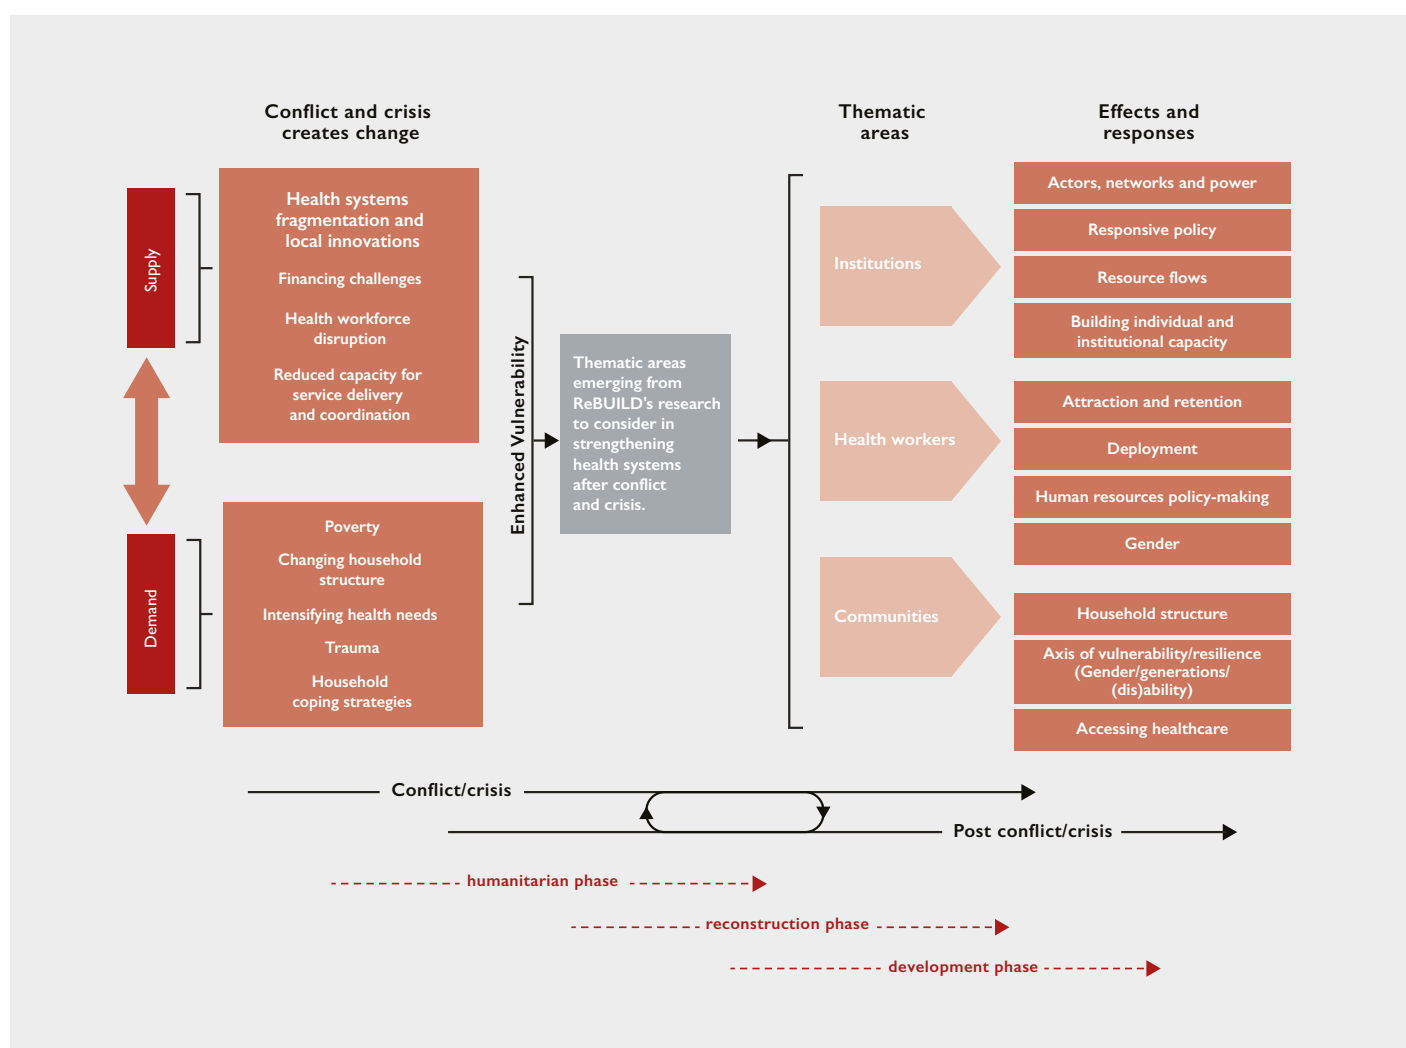 Conflict and crisis
creates change
Supply
Health systems
fragmentation and
local innovations
Financing challenges
Health workforce
disruption
Reduced capacity for
service delivery
and coordination
Demand
Poverty
Changing household
structure
Intensifying health needs
Trauma
Household
coping strategies
Enhanced Vulnerability
Thematic areas
emerging from
ReBUILD's research
to consider in
strengthening
health systems
after conflict
and crisis.
Thematic
areas
Institutions
Health workers
Communities
Effects and
responses
Actors, networks and power
Responsive policy
Resource flows
Building individual and
institutional capacity
Attraction and retention
Deployment
Human resources policy-making
Gender
Household structure
Axis of vulnerability/resilience
(Gender/generations/
(dis)ability)
Accessing healthcare
Conflict/crisis
Post conflict/crisis
humanitarian phase
reconstruction phase
development phase